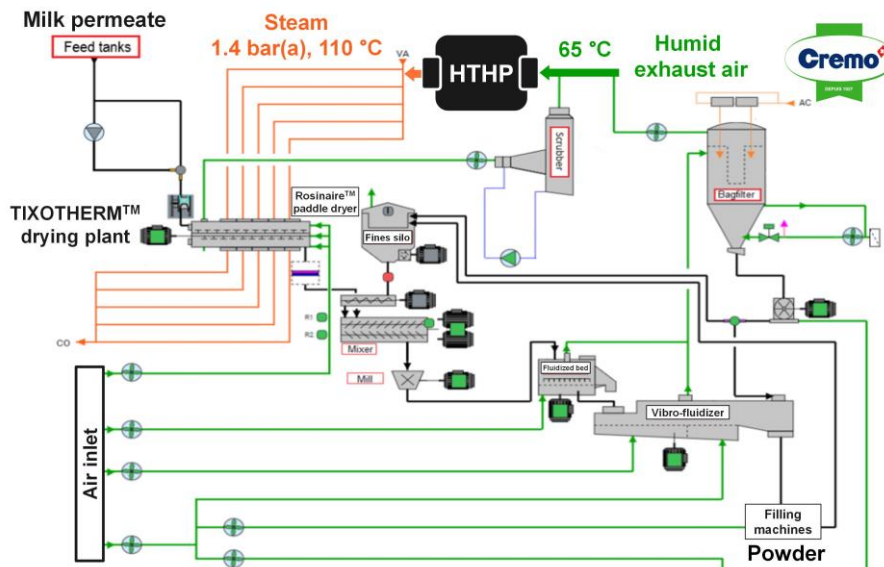 Milk permeate
Feed tanks
Steam
1.4 bar(a), 110 °C
VA
HTHP
65 °C
Humid
exhaust air
Cremo
DEPUIS 1927
AC
Scrubber
Bagfilter
TIXOTHERM™
drying plant
Rosinaire™
paddle dryer
Fines silo
R1
R2
CO
Mixer
Mill
Fluidized bed
Vibro-fluidizer
Air inlet
Filling
machines
Powder